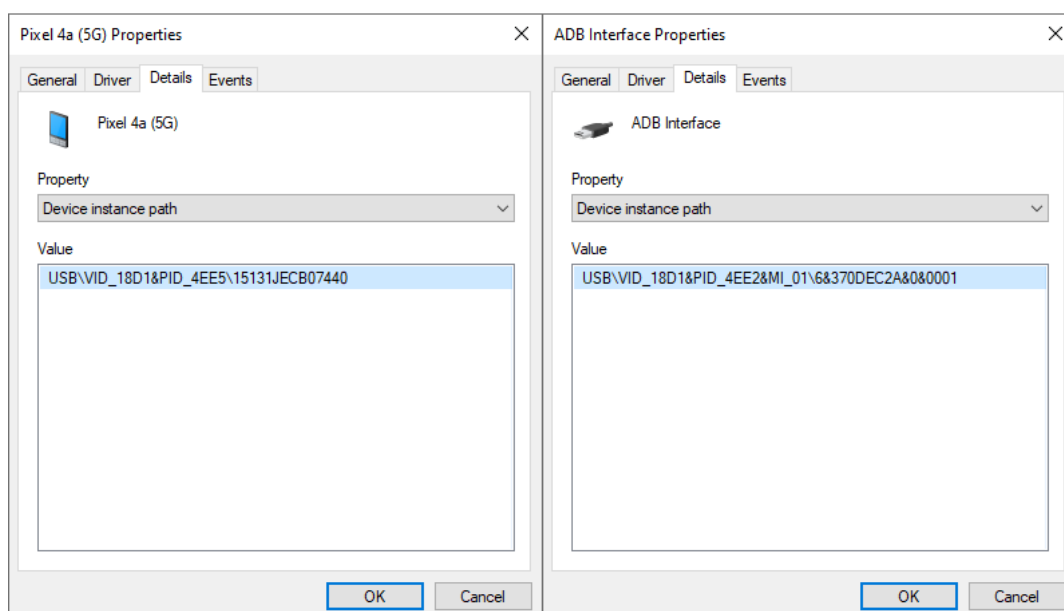 Pixel 4a (5G) Properties
General Driver Details Events
Pixel 4a (5G)
Property
Device instance path
Value
USB\VID_18D1&PID_4EE5\15131JECB07440
OK Cancel
ADB Interface Properties
General Driver Details Events
ADB Interface
Property
Device instance path
Value
USB\VID_18D1&PID_4EE2&MI_01\6&370DEC2A&0&0001
OK Cancel